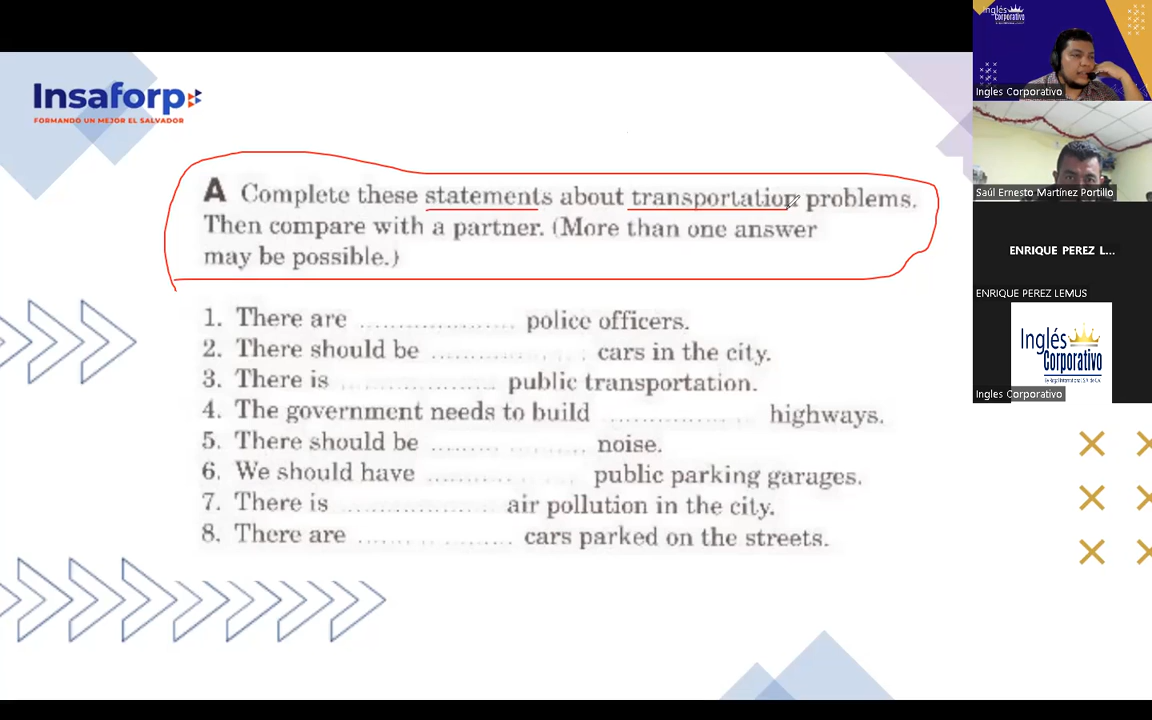 Insaforp
FORMANDO UN MEJOR EL SALVADOR
A Complete these statements about transportation problems.
Then compare with a partner. (More than one answer
may be possible.)
1. There are .................... police officers.
2. There should be .................... cars in the city.
3. There is .................... public transportation.
4. The government needs to build .................... highways.
5. There should be .................... noise.
6. We should have .................... public parking garages.
7. There is .................... air pollution in the city.
8. There are .................... cars parked on the streets.
Inglés
Corporativo
Ingles Corporativo
Saúl Ernesto Martínez Portillo
ENRIQUE PEREZ L...
ENRIQUE PEREZ LEMUS
Inglés
Corporativo
Ingles Corporativo